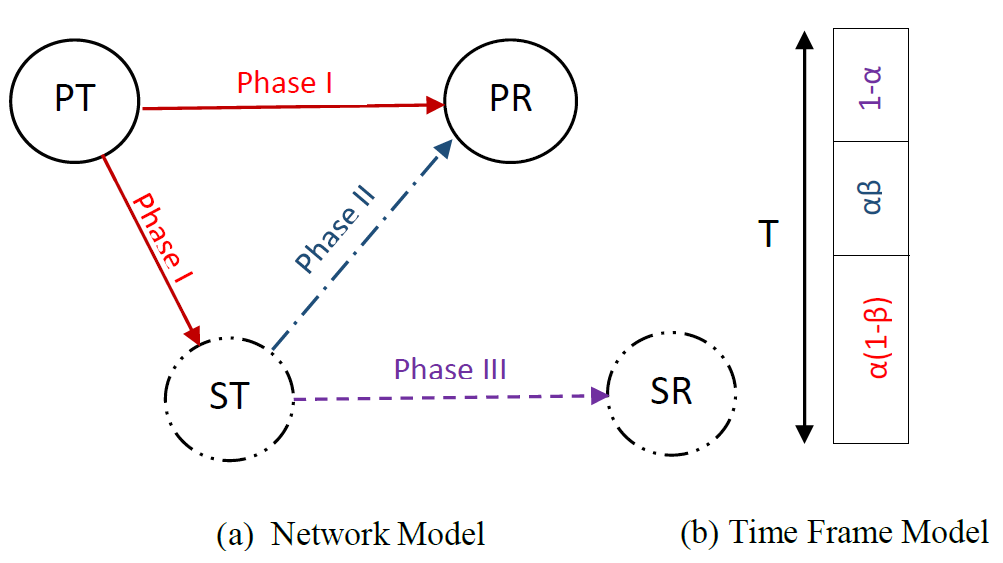 PT
Phase I
PR
Phase I
Phase II
ST
Phase III
SR
T
1-α
αβ
α(1-β)
(a) Network Model
(b) Time Frame Model